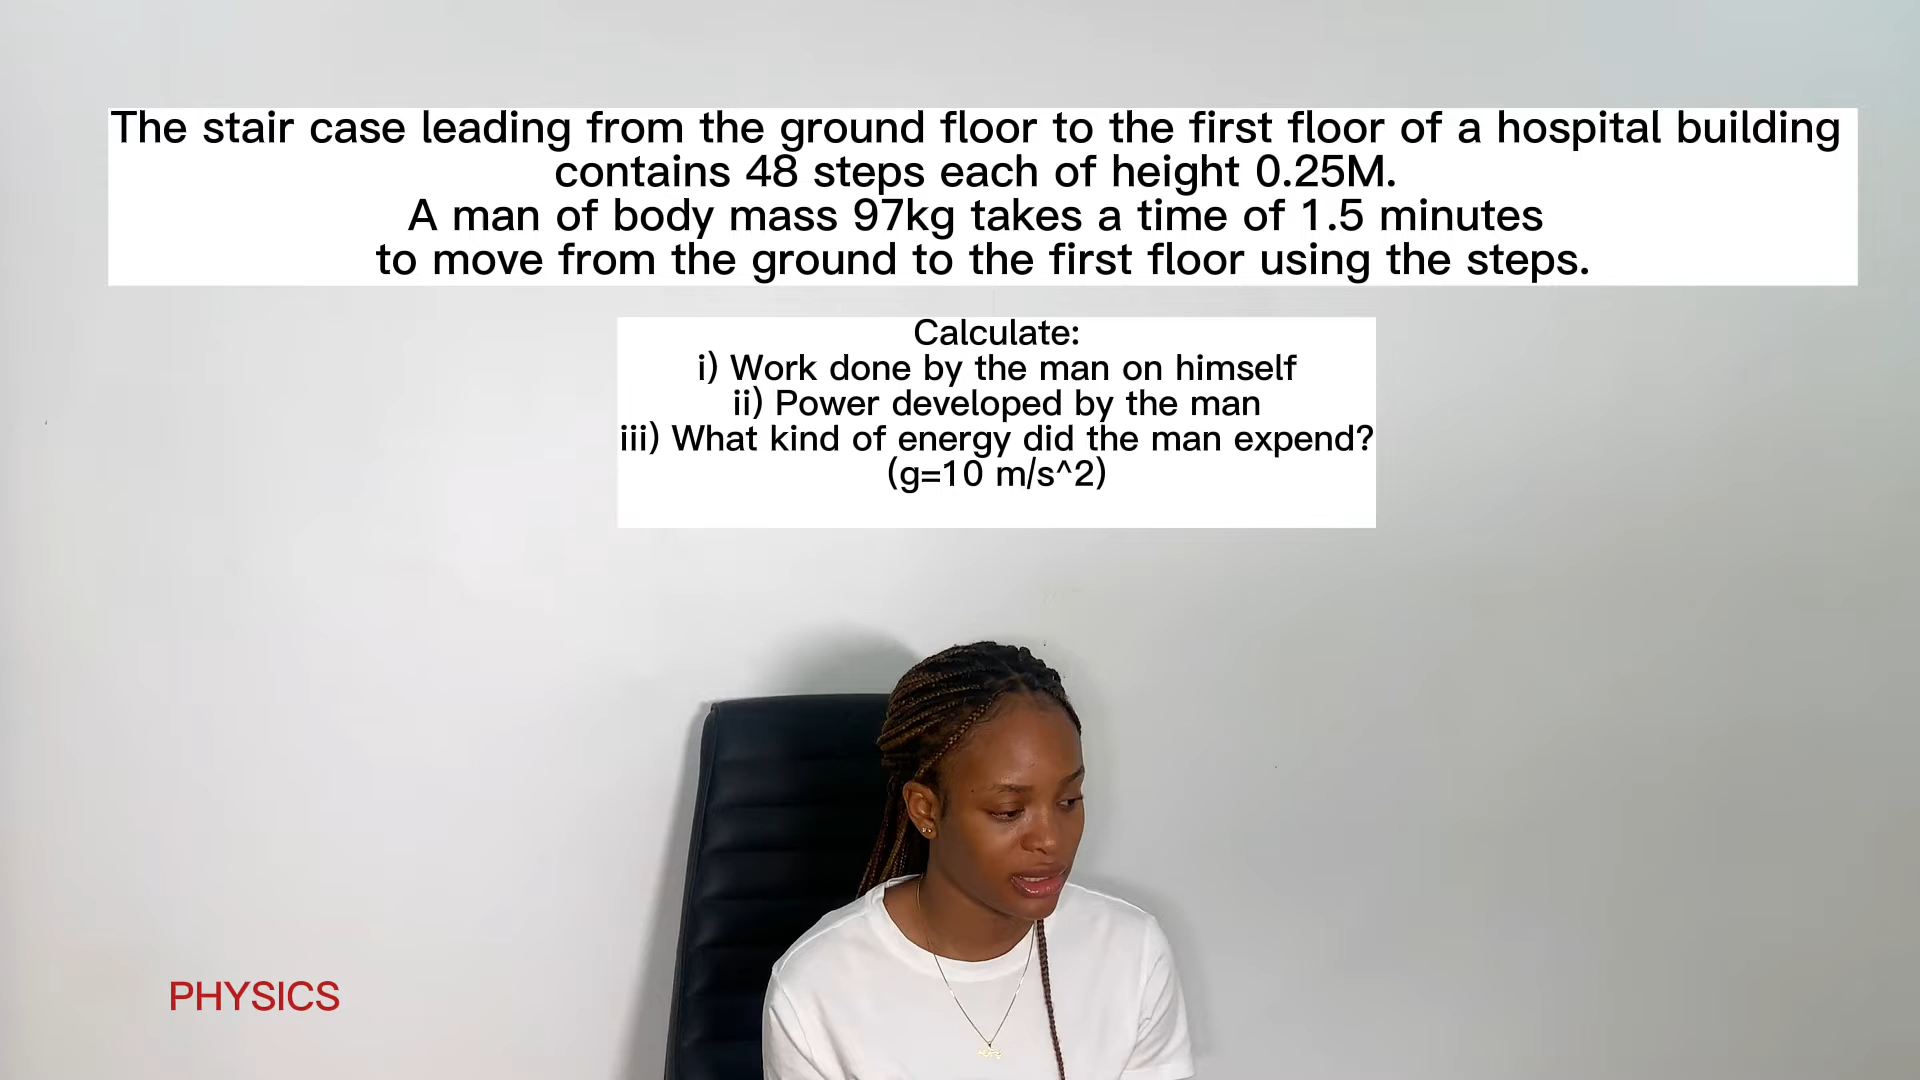 The stair case leading from the ground floor to the first floor of a hospital building
contains 48 steps each of height 0.25M.
A man of body mass 97kg takes a time of 1.5 minutes
to move from the ground to the first floor using the steps.
Calculate:
i) Work done by the man on himself
ii) Power developed by the man
iii) What kind of energy did the man expend?
(g=10 m/s^2)
PHYSICS